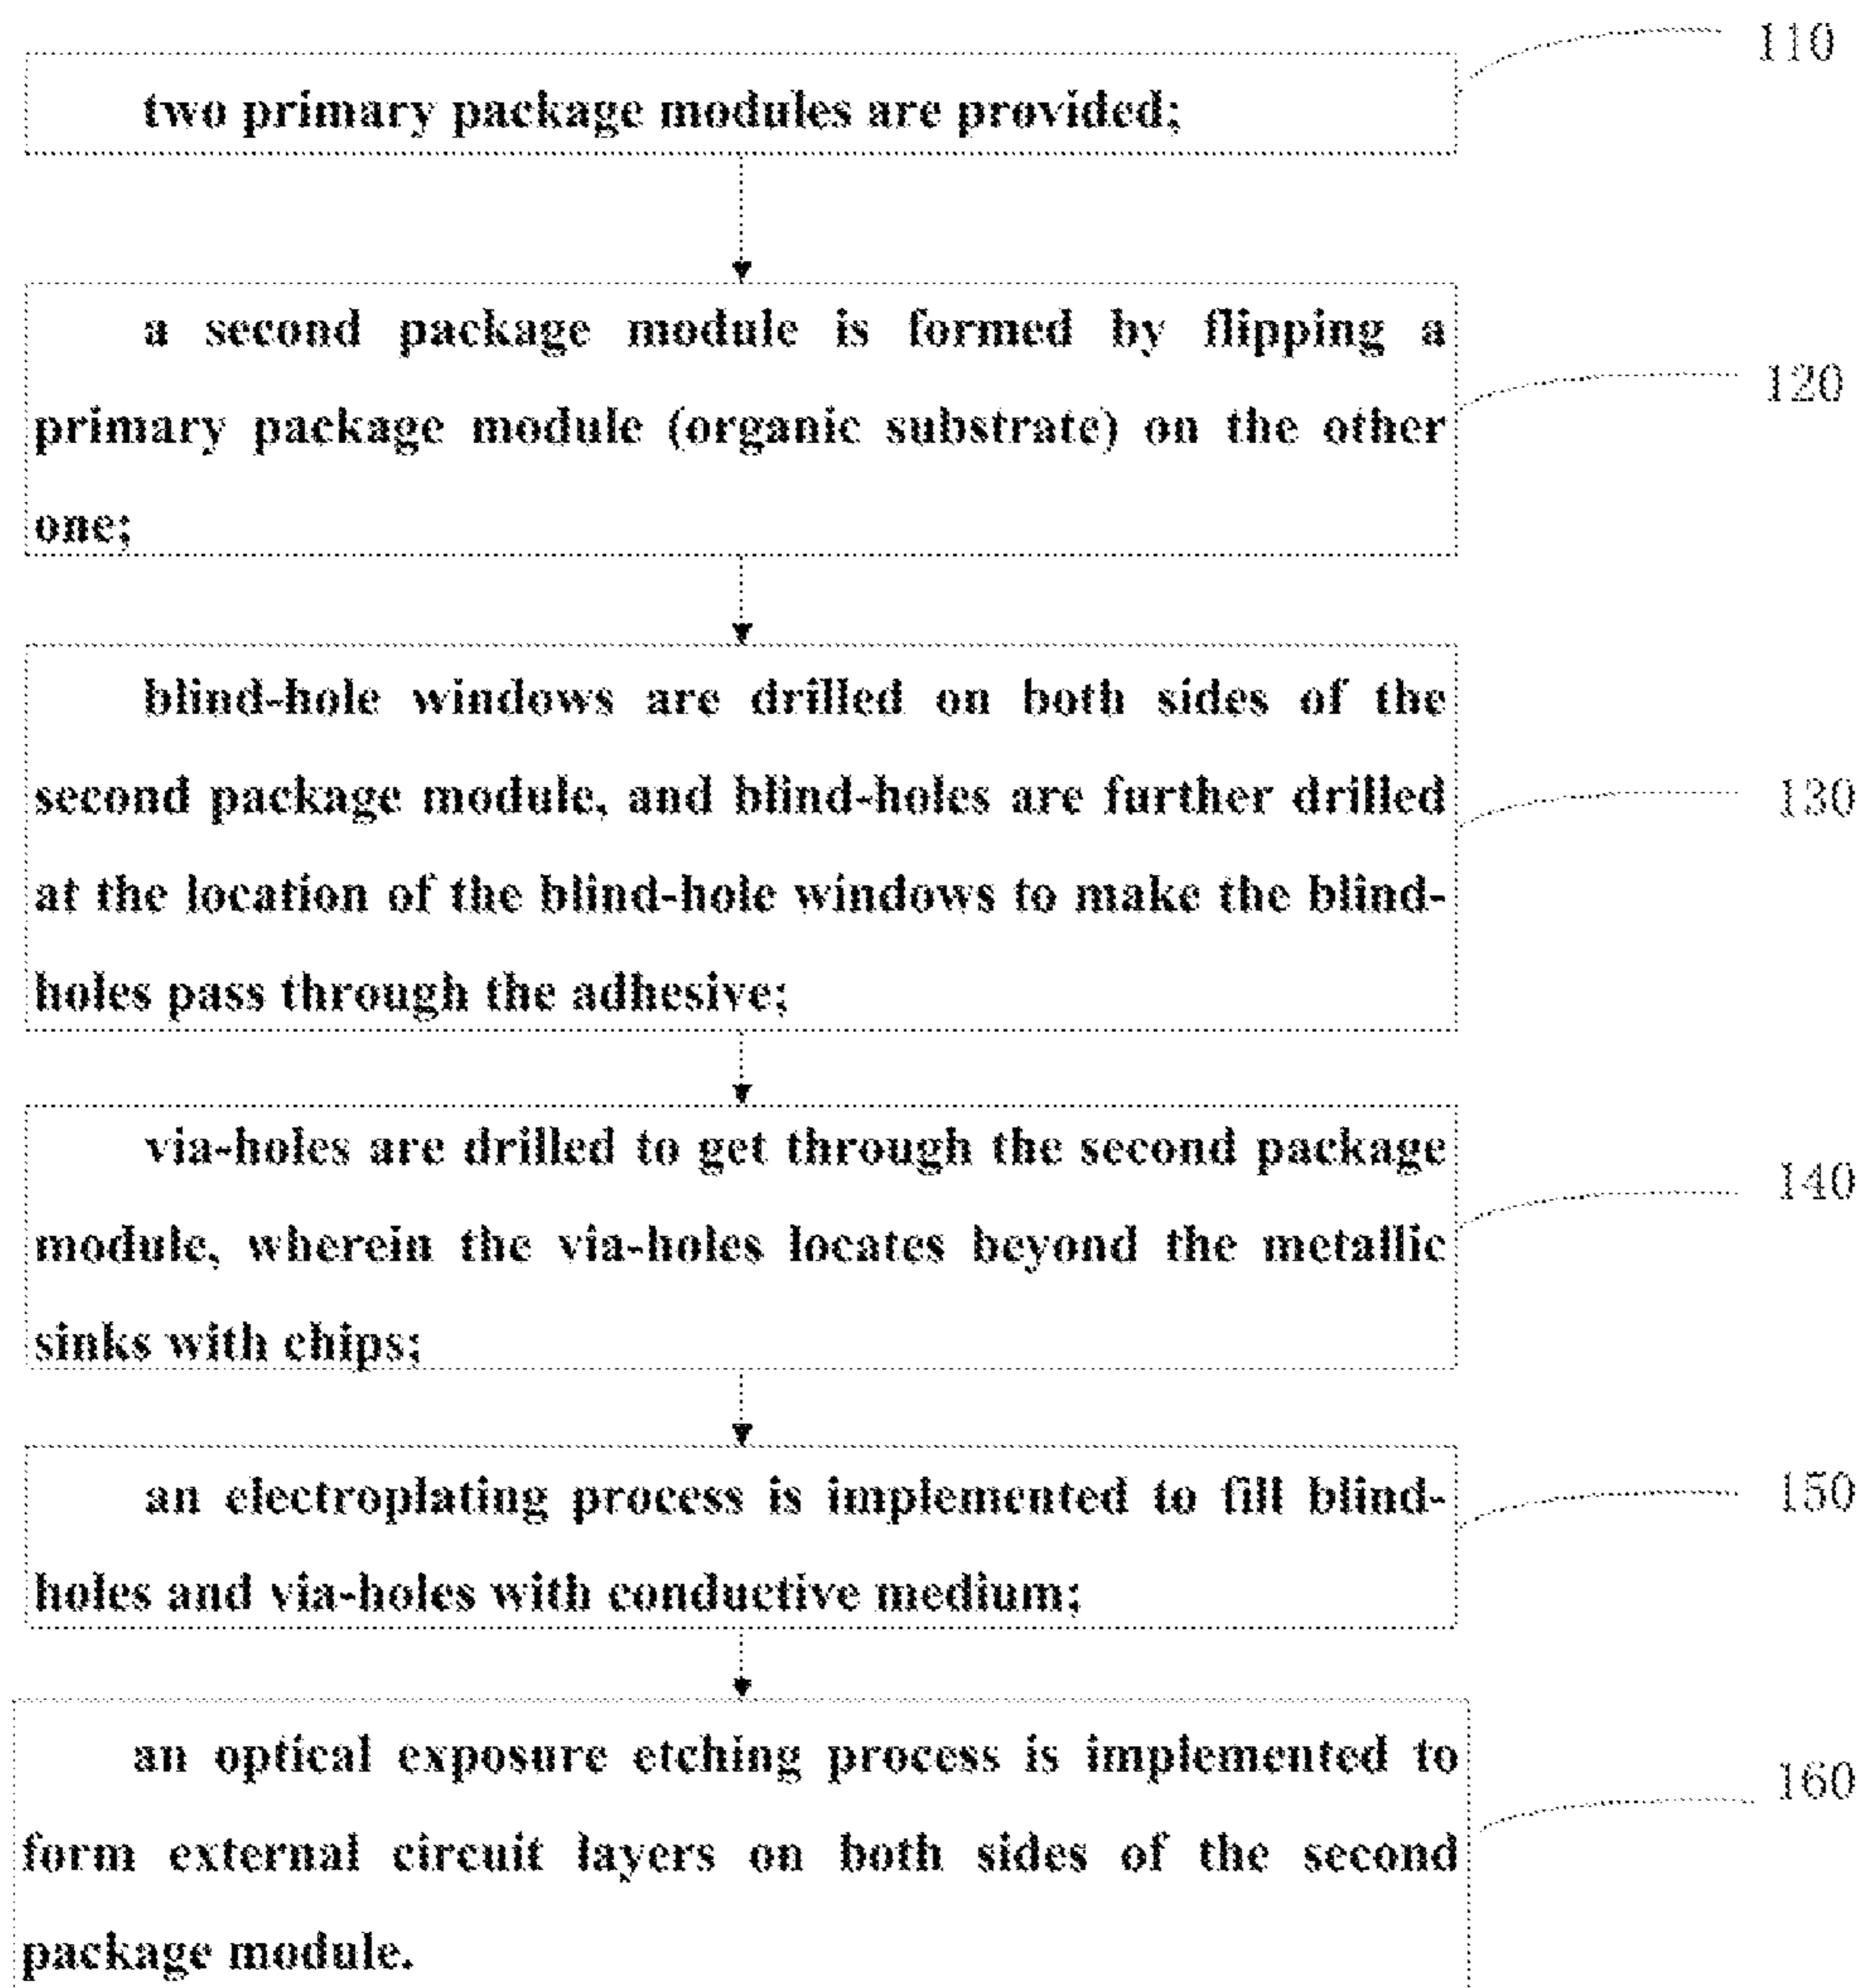 110
two primary package modules are provided;
a second package module is formed by flipping a
120
primary package module (organic substrate) on the other
one;
blind-hole windows are drilled on both sides of the
second package module, and blind-holes are further drilled
130
at the location of the blind-hole windows to make the blind-
holes pass through the adhesive;
via-holes are drilled to get through the second package
140
module, wherein the via-holes locates beyond the metallic
sinks with chips;
an electroplating process is implemented to fill blind-
150
holes and via-holes with conductive medium;
an optical exposure etching process is implemented to
160
form external circuit layers on both sides of the second
package module.